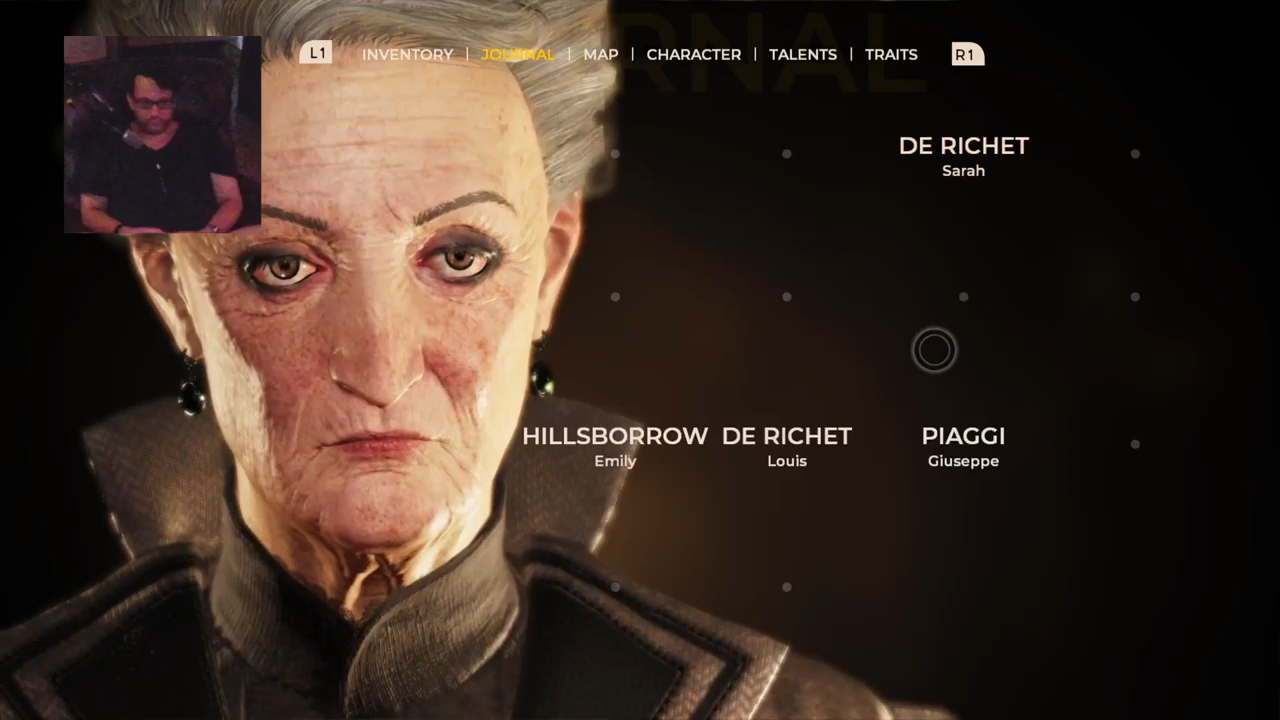 L1 INVENTORY | JOURNAL | MAP | CHARACTER | TALENTS | TRAITS R1
DE RICHET
Sarah
HILLSBORROW DE RICHET PIAGGI
Emily Louis Giuseppe